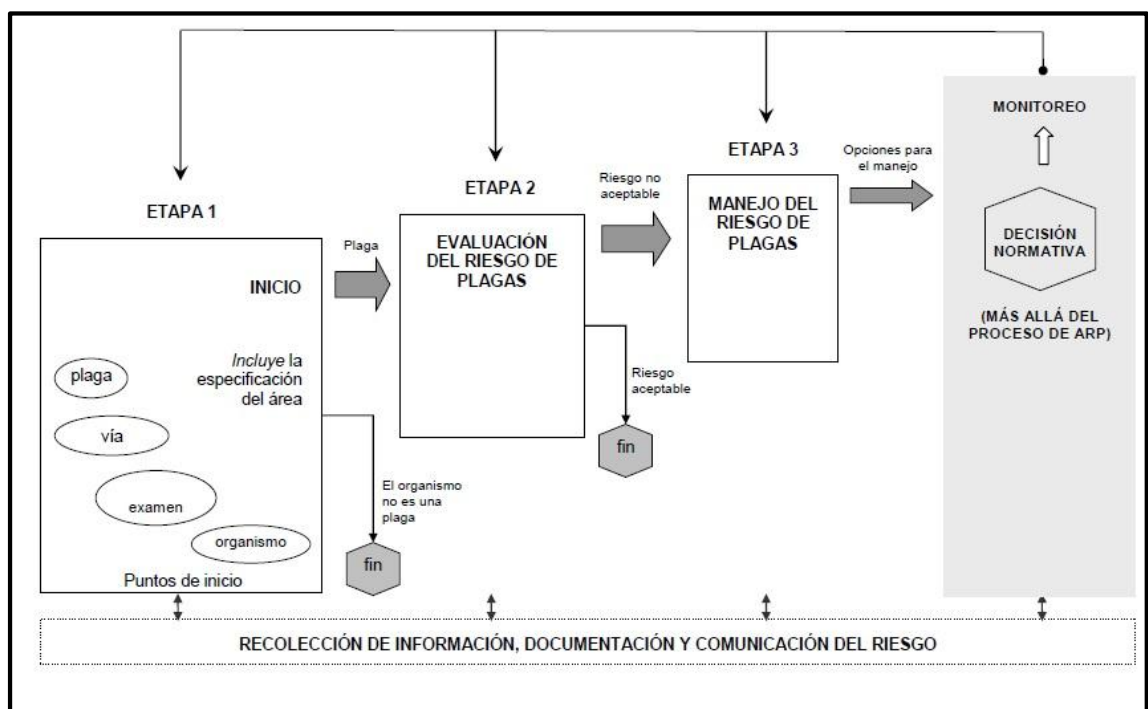 MONITOREO
ETAPA 3
Opciones para
el manejo
ETAPA 2
Riesgo no
aceptable
MANEJO DEL
RIESGO DE
PLAGAS
ETAPA 1
Plaga
EVALUACIÓN
DEL RIESGO DE
PLAGAS
DECISIÓN
NORMATIVA
INICIO
(MÁS ALLÁ DEL
PROCESO DE ARP)
Incluye la
especificación
del área
plaga
vía
examen
organismo
Puntos de inicio
Riesgo
aceptable
fin
El organismo
no es una
plaga
fin
RECOLECCIÓN DE INFORMACIÓN, DOCUMENTACIÓN Y COMUNICACIÓN DEL RIESGO